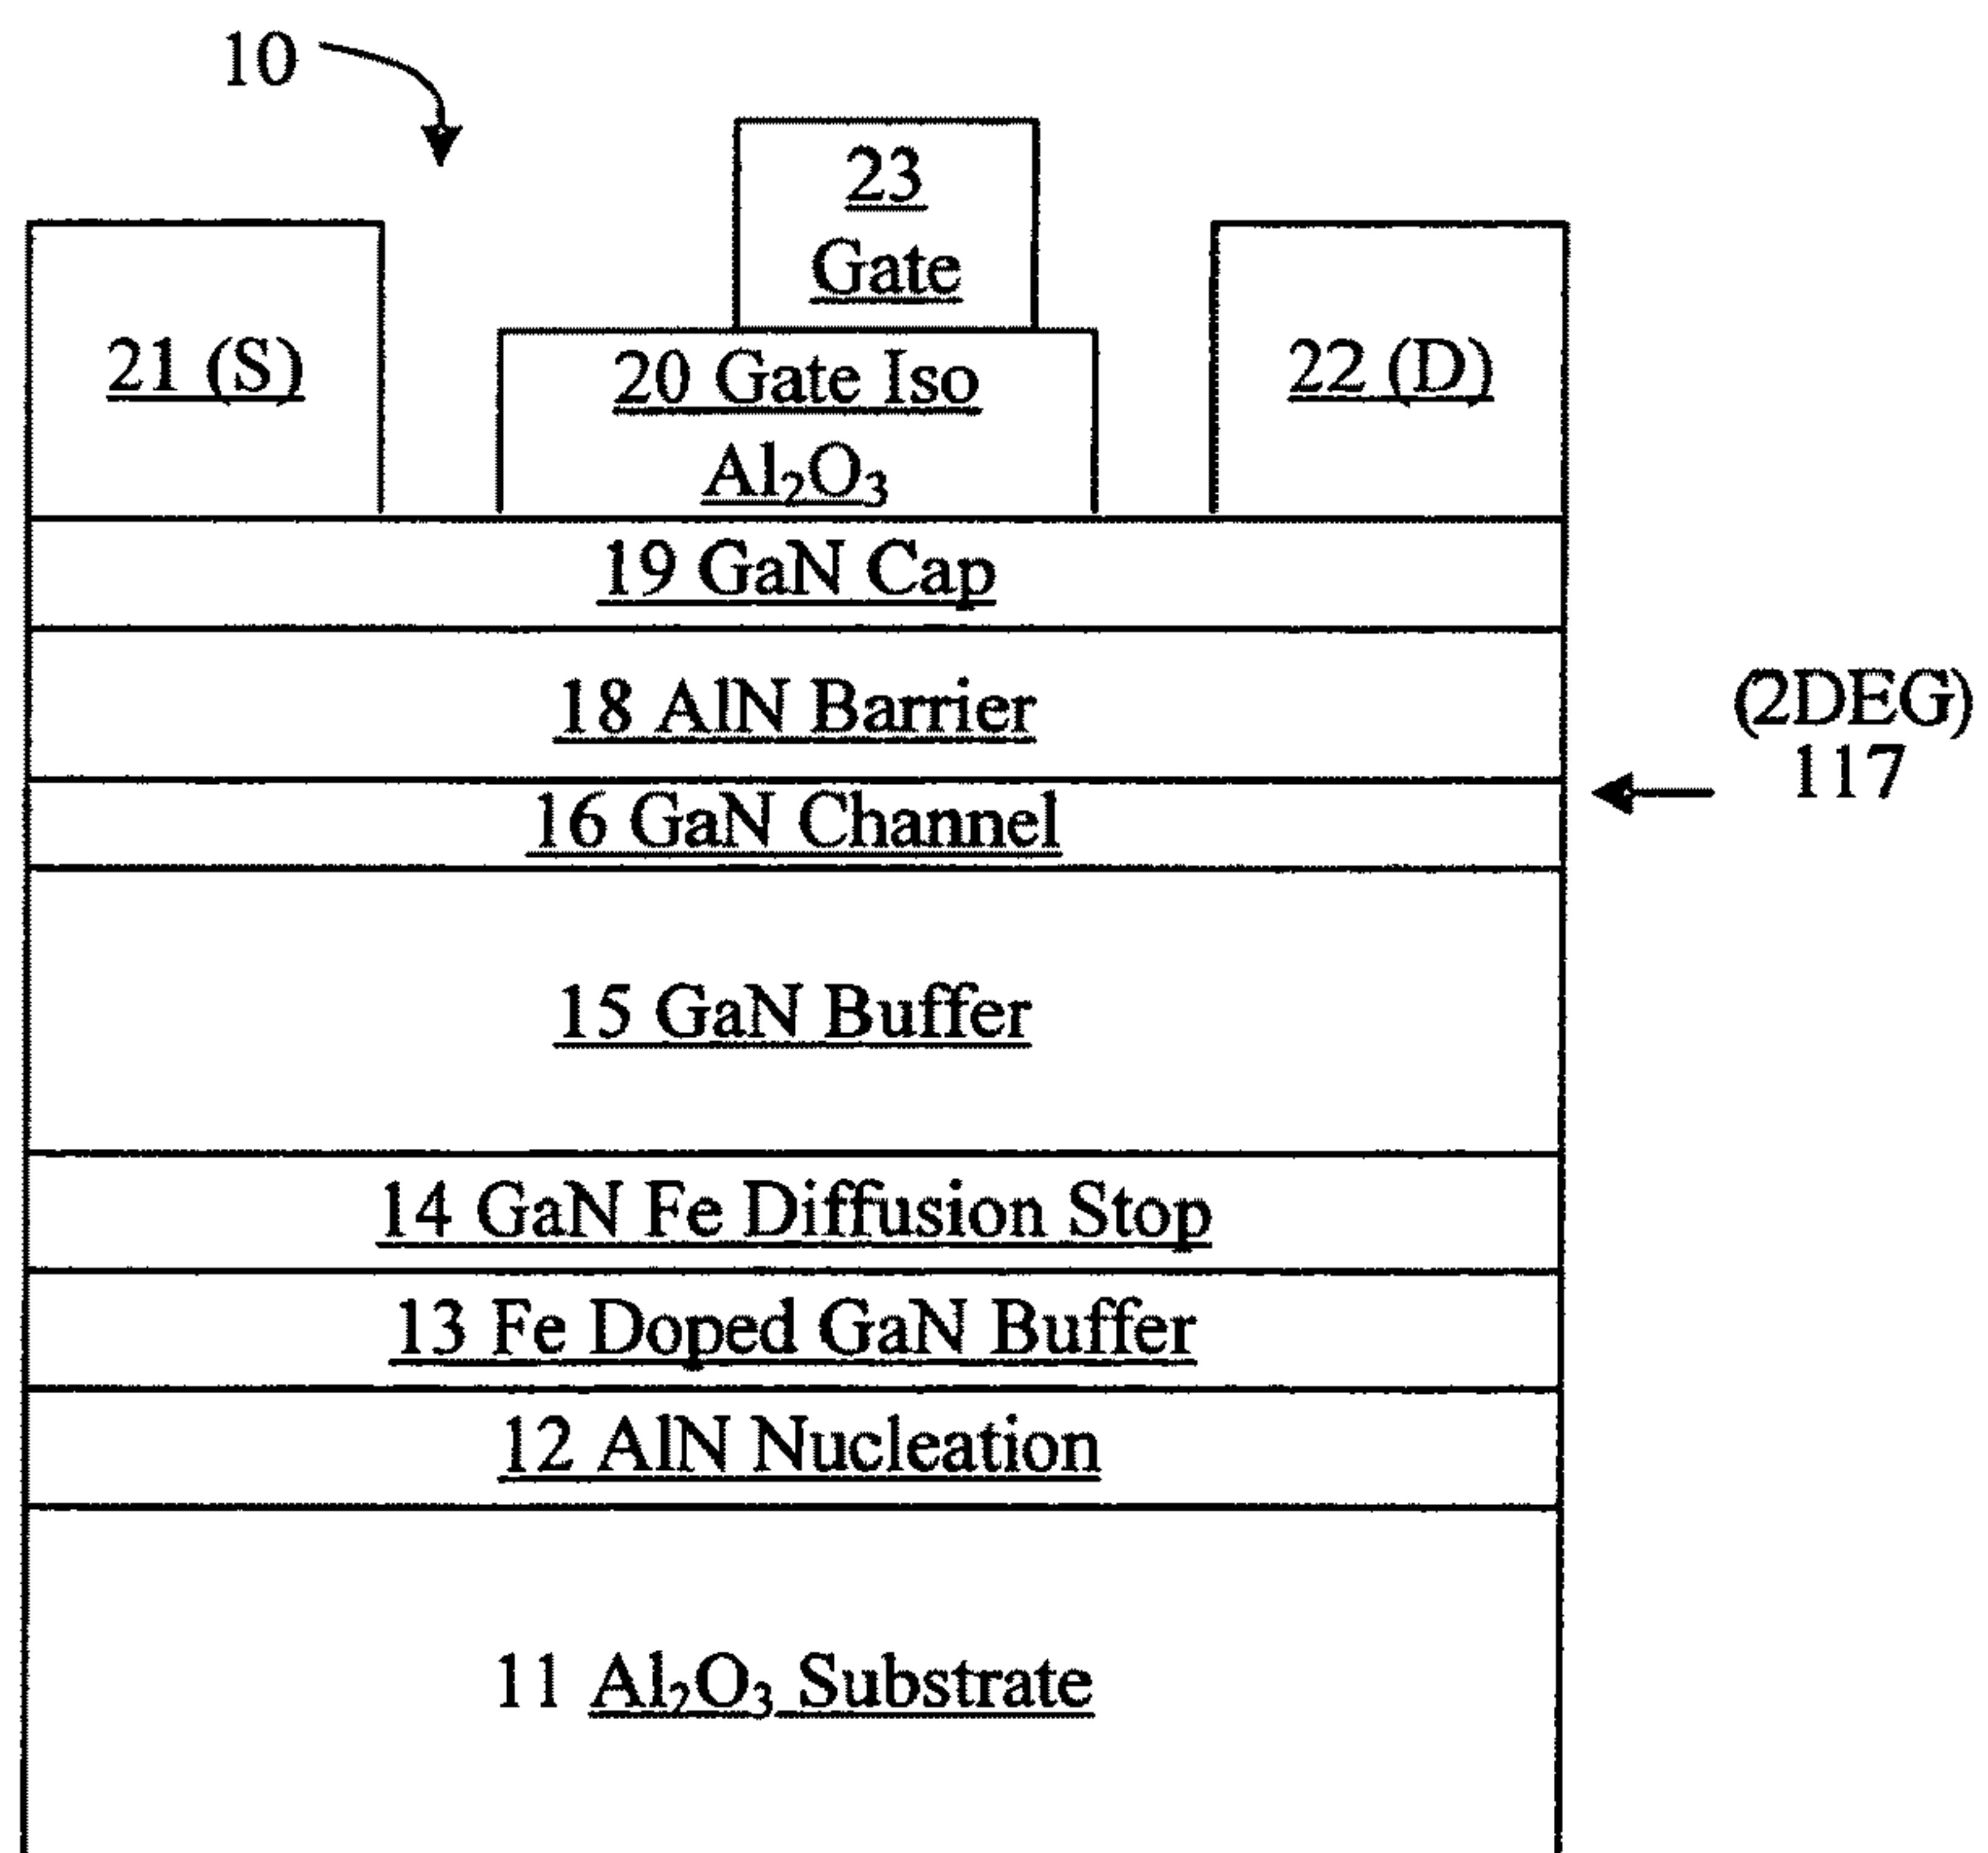 10
23
Gate
21 (S)
20 Gate Iso
Al₂O₃
22 (D)
19 GaN Cap
18 AlN Barrier
(2DEG)
117
16 GaN Channel
15 GaN Buffer
14 GaN Fe Diffusion Stop
13 Fe Doped GaN Buffer
12 AlN Nucleation
11 Al₂O₃ Substrate